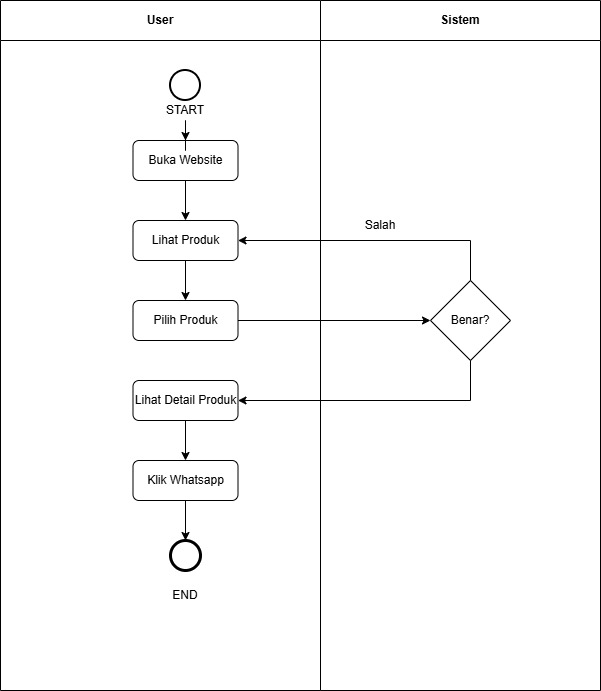 User
Sistem
START
Buka Website
Lihat Produk
Salah
Pilih Produk
Benar?
Lihat Detail Produk
Klik Whatsapp
END